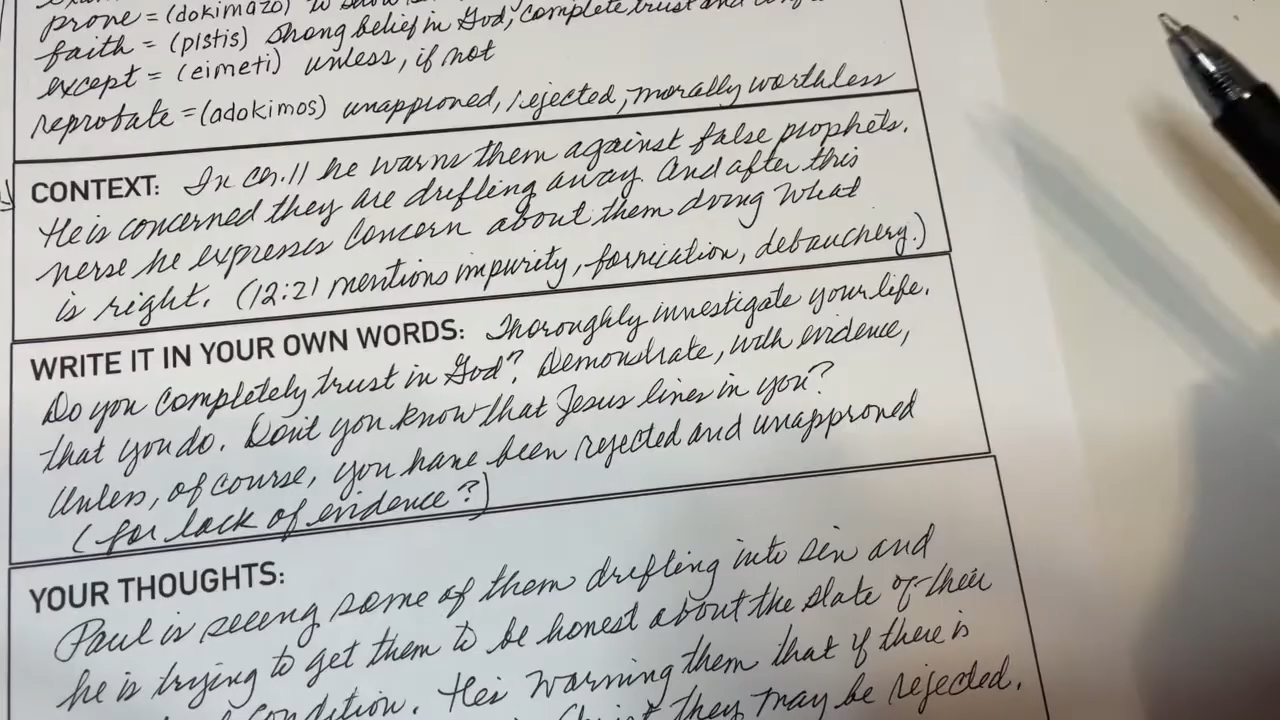 prone = (dokimazo) to show
faith = (pistis) strong belief in God; complete trust and
except = (eimeti) unless, if not
reprobate = (adokimos) unapproved, rejected, morally worthless
CONTEXT: In ch. 11 he warns them against false prophets.
He is concerned they are drifting away. And after this
verse he expresses concern about them doing what
is right. (12:21 mentions impurity, fornication, debauchery.)
WRITE IT IN YOUR OWN WORDS: Thoroughly investigate your life.
Do you completely trust in God? Demonstrate, with evidence,
that you do. Don't you know that Jesus lives in you?
Unless, of course, you have been rejected and unapproved
(for lack of evidence?)
YOUR THOUGHTS:
Paul is seeing some of them drifting into sin and
he is trying to get them to be honest about the state of their
condition. He's warning them that if there is
Christ they may be rejected.